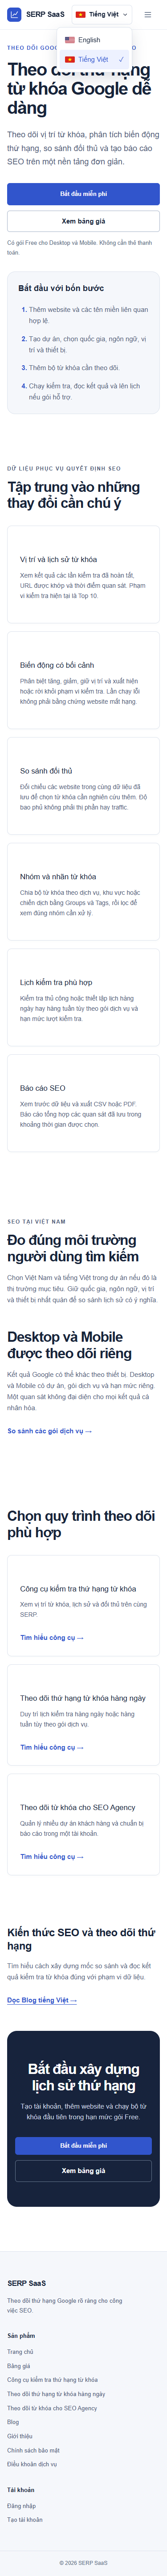 SERP SaaS
Tiếng Việt
English
Tiếng Việt
THEO DÕI GOO
Theo dõi thứ hạng
từ khóa Google dễ
dàng
Theo dõi vị trí từ khóa, phân tích biến động
thứ hạng, so sánh đối thủ và tạo báo cáo
SEO trên một nền tảng đơn giản.
Bắt đầu miễn phí
Xem bảng giá
Có gói Free cho Desktop và Mobile. Không cần thẻ thanh
toán.
Bắt đầu với bốn bước
1. Thêm website và các tên miền liên quan
hợp lệ.
2. Tạo dự án, chọn quốc gia, ngôn ngữ, vị
trí và thiết bị.
3. Thêm bộ từ khóa cần theo dõi.
4. Chạy kiểm tra, đọc kết quả và lên lịch
nếu gói hỗ trợ.
DỮ LIỆU PHỤC VỤ QUYẾT ĐỊNH SEO
Tập trung vào những
thay đổi cần chú ý
Vị trí và lịch sử từ khóa
Xem kết quả các lần kiểm tra đã hoàn tất,
URL được khớp và thời điểm quan sát. Phạm
vi kiểm tra hiện tại là Top 10.
Biến động có bối cảnh
Phân biệt tăng, giảm, giữ vị trí và xuất hiện
hoặc rời khỏi phạm vi kiểm tra. Lần chạy lỗi
không phải bằng chứng website mất hạng.
So sánh đối thủ
Đối chiếu các website trong cùng dữ liệu đã
lưu để chọn từ khóa cần nghiên cứu thêm. Độ
bao phủ không phải thị phần hay traffic.
Nhóm và nhãn từ khóa
Chia bộ từ khóa theo dịch vụ, khu vực hoặc
chiến dịch bằng Groups và Tags, rồi lọc để
xem đúng nhóm cần xử lý.
Lịch kiểm tra phù hợp
Kiểm tra thủ công hoặc thiết lập lịch hằng
ngày hay hằng tuần tùy theo gói dịch vụ và
hạn mức lượt kiểm tra.
Báo cáo SEO
Xem trước dữ liệu và xuất CSV hoặc PDF.
Báo cáo tổng hợp các quan sát đã lưu trong
khoảng thời gian được chọn.
SEO TẠI VIỆT NAM
Đo đúng môi trường
người dùng tìm kiếm
Chọn Việt Nam và tiếng Việt trong dự án nếu đó là
thị trường mục tiêu. Giữ quốc gia, ngôn ngữ, vị trí
và thiết bị nhất quán để so sánh lịch sử có ý nghĩa.
Desktop và Mobile
được theo dõi riêng
Kết quả Google có thể khác theo thiết bị. Desktop
và Mobile có dự án, gói dịch vụ và hạn mức riêng.
Một quan sát không đại diện cho mọi kết quả cá
nhân hóa.
So sánh các gói dịch vụ →
Chọn quy trình theo dõi
phù hợp
Công cụ kiểm tra thứ hạng từ khóa
Xem vị trí từ khóa, lịch sử và đối thủ trên cùng
SERP.
Tìm hiểu công cụ →
Theo dõi thứ hạng từ khóa hàng ngày
Duy trì lịch kiểm tra hàng ngày hoặc hàng
tuần tùy theo gói dịch vụ.
Tìm hiểu công cụ →
Theo dõi từ khóa cho SEO Agency
Quản lý nhiều dự án khách hàng và chuẩn bị
báo cáo trong một tài khoản.
Tìm hiểu công cụ →
Kiến thức SEO và theo dõi thứ
hạng
Tìm hiểu cách xây dựng mốc so sánh và đọc kết
quả kiểm tra từ khóa đúng với phạm vi dữ liệu.
Đọc Blog tiếng Việt →
Bắt đầu xây dựng
lịch sử thứ hạng
Tạo tài khoản, thêm website và chạy bộ từ
khóa đầu tiên trong hạn mức gói Free.
Bắt đầu miễn phí
Xem bảng giá
SERP SaaS
Theo dõi thứ hạng Google rõ ràng cho công
việc SEO.
Sản phẩm
Trang chủ
Bảng giá
Công cụ kiểm tra thứ hạng từ khóa
Theo dõi thứ hạng từ khóa hàng ngày
Theo dõi từ khóa cho SEO Agency
Blog
Giới thiệu
Chính sách bảo mật
Điều khoản dịch vụ
Tài khoản
Đăng nhập
Tạo tài khoản
© 2026 SERP SaaS